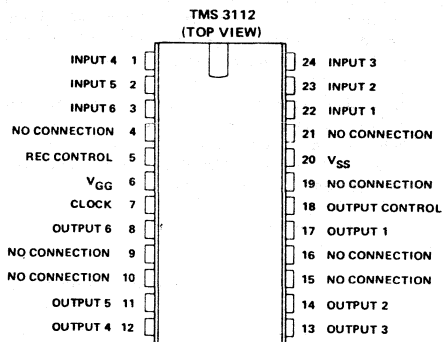 TMS 3112
(TOP VIEW)
INPUT 4 1 24 INPUT 3
INPUT 5 2 23 INPUT 2
INPUT 6 3 22 INPUT 1
NO CONNECTION 4 21 NO CONNECTION
REC CONTROL 5 20 VSS
VGG 6 19 NO CONNECTION
CLOCK 7 18 OUTPUT CONTROL
OUTPUT 6 8 17 OUTPUT 1
NO CONNECTION 9 16 NO CONNECTION
NO CONNECTION 10 15 NO CONNECTION
OUTPUT 5 11 14 OUTPUT 2
OUTPUT 4 12 13 OUTPUT 3